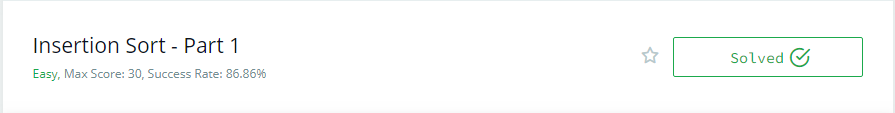 Insertion Sort - Part 1
Solved
Easy, Max Score: 30, Success Rate: 86.86%